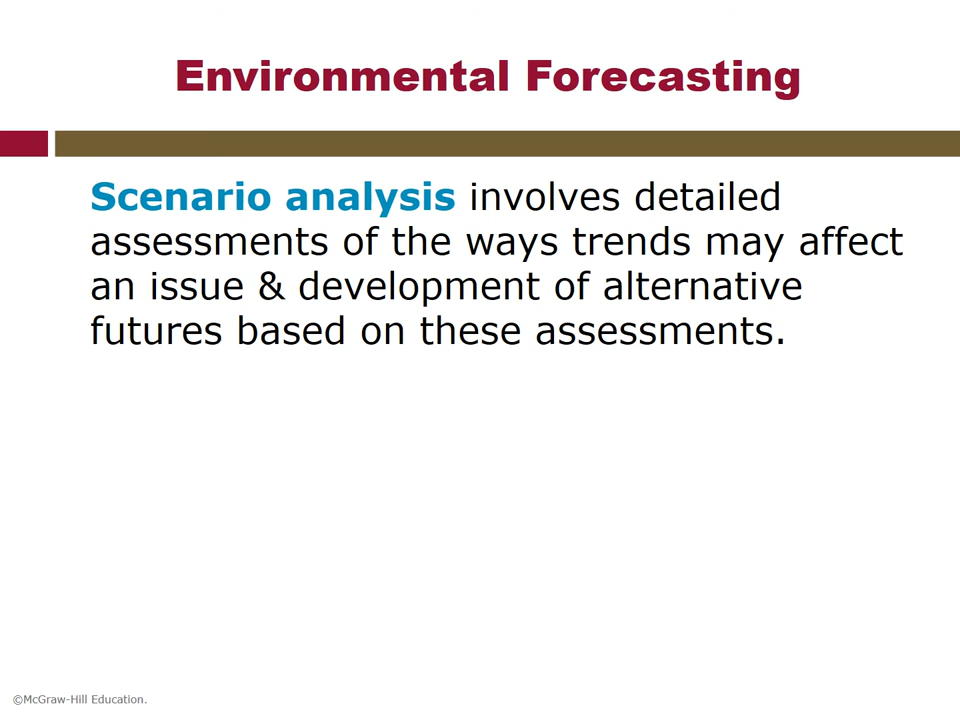 Environmental Forecasting
Scenario analysis involves detailed
assessments of the ways trends may affect
an issue & development of alternative
futures based on these assessments.
©McGraw-Hill Education.